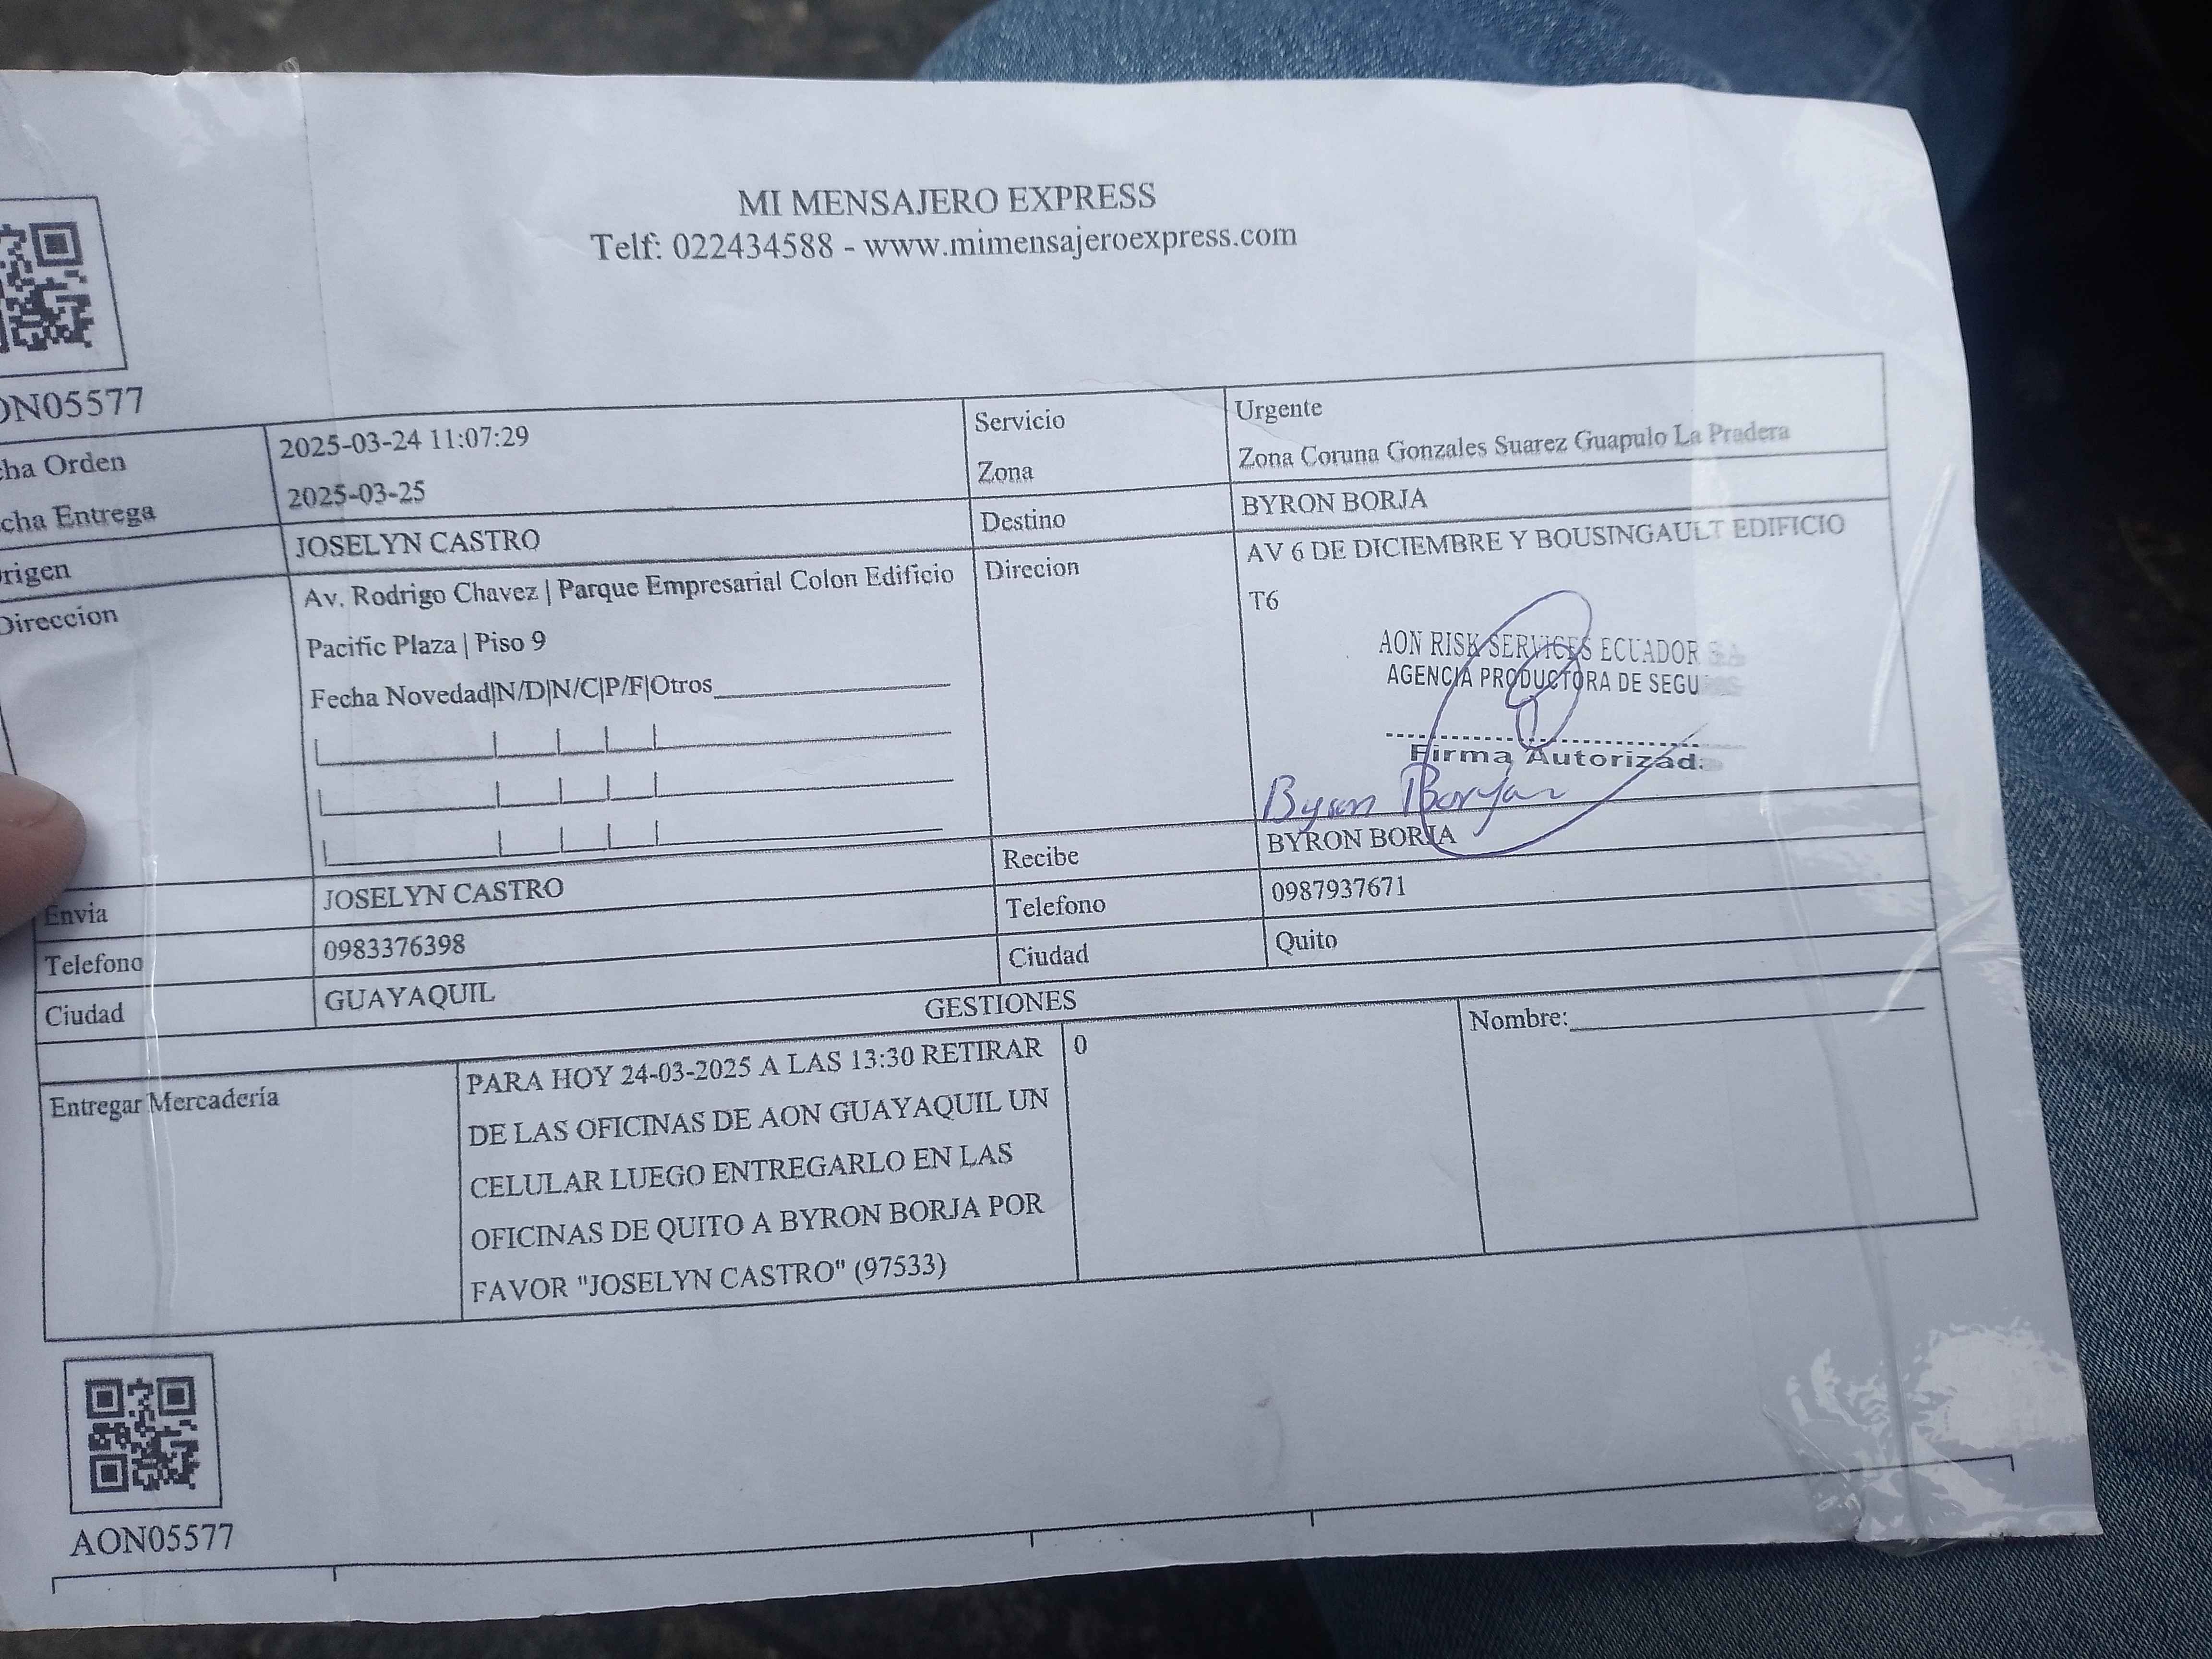 MI MENSAJERO EXPRESS
Telf: 022434588 - www.mimensajeroexpress.com
ON05577
cha Orden 2025-03-24 11:07:29 Servicio Urgente
cha Entrega 2025-03-25 Zona Zona Coruna Gonzales Suarez Guapulo La Pradera
rigen JOSELYN CASTRO Destino BYRON BORJA
Direccion Av. Rodrigo Chavez | Parque Empresarial Colon Edificio Direcion AV 6 DE DICIEMBRE Y BOUSINGAULT EDIFICIO
Pacific Plaza | Piso 9 T6
Fecha Novedad|N/D|N/C|P/F|Otros
AON RISK SERVICES ECUADOR S.A.
AGENCIA PRODUCTORA DE SEGU
Firma Autorizada
Byron Borja
Envia JOSELYN CASTRO Recibe BYRON BORJA
Telefono 0983376398 Telefono 0987937671
Ciudad GUAYAQUIL Ciudad Quito
GESTIONES
Entregar Mercadería PARA HOY 24-03-2025 A LAS 13:30 RETIRAR 0 Nombre:
DE LAS OFICINAS DE AON GUAYAQUIL UN
CELULAR LUEGO ENTREGARLO EN LAS
OFICINAS DE QUITO A BYRON BORJA POR
FAVOR "JOSELYN CASTRO" (97533)
AON05577